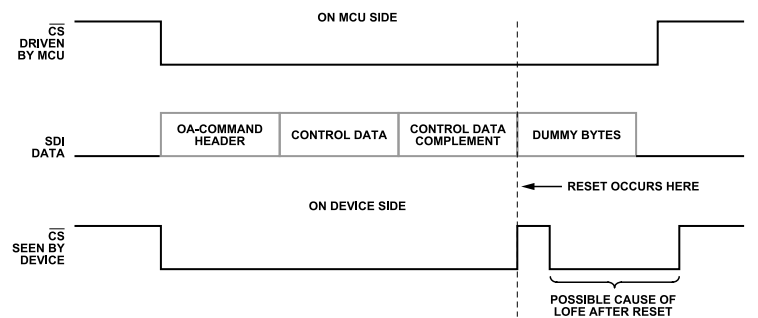 ON MCU SIDE
CS
DRIVEN
BY MCU
OA-COMMAND
HEADER
CONTROL DATA
CONTROL DATA
COMPLEMENT
DUMMY BYTES
SDI
DATA
RESET OCCURS HERE
ON DEVICE SIDE
CS
SEEN BY
DEVICE
POSSIBLE CAUSE OF
LOFE AFTER RESET